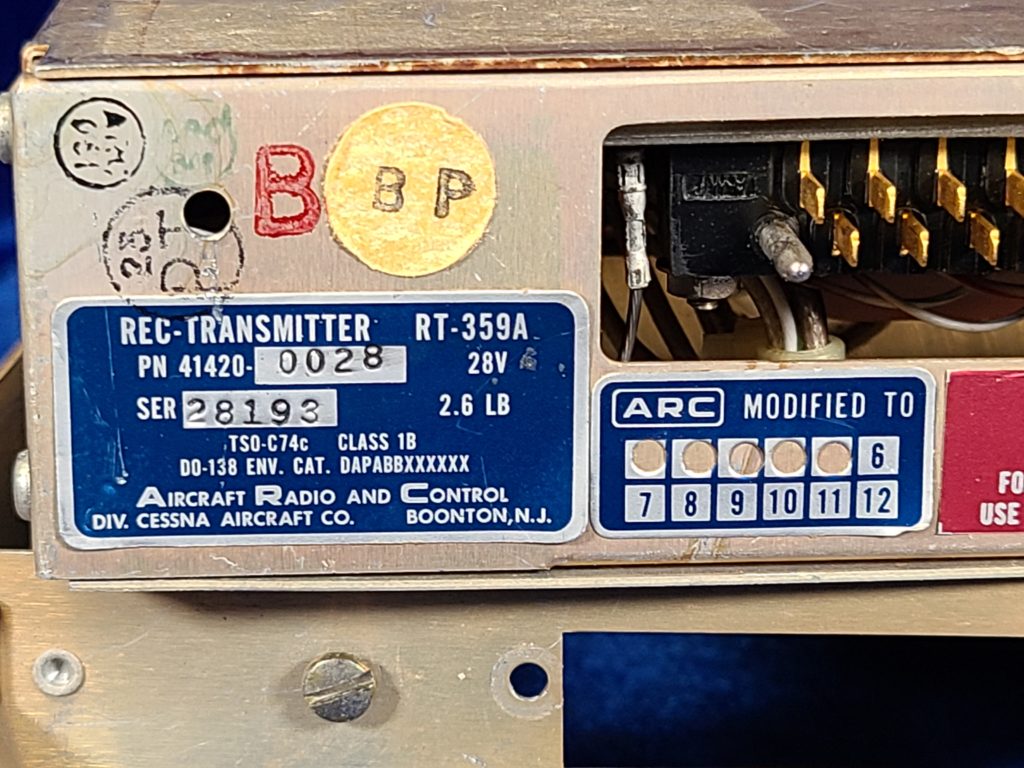 B
B P
23
REC-TRANSMITTER RT-359A
PN 41420-0028 28V
SER 28193 2.6 LB
TSO-C74c CLASS 1B
DO-138 ENV. CAT. DAPABBXXXXXX
AIRCRAFT RADIO AND CONTROL
DIV. CESSNA AIRCRAFT CO. BOONTON, N.J.
ARC MODIFIED TO
6
7 8 9 10 11 12
FO
USE